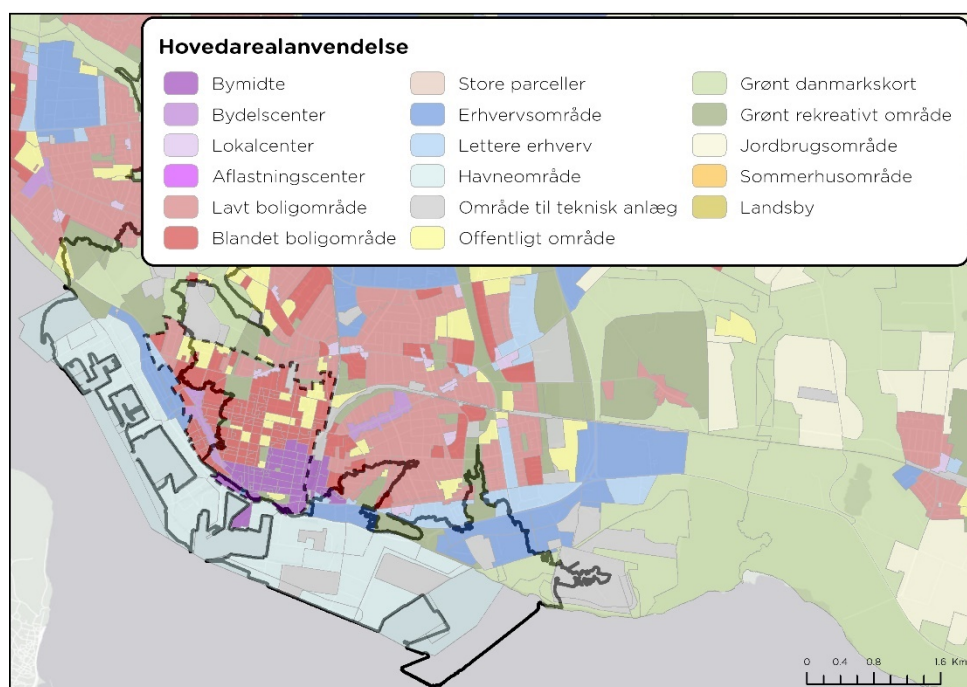 Hovedarealanvendelse
Bymidte
Bydelscenter
Lokalcenter
Aflastningscenter
Lavt boligområde
Blandet boligområde
Store parceller
Erhvervsområde
Lettere erhverv
Havneområde
Område til teknisk anlæg
Offentligt område
Grønt danmarkskort
Grønt rekreativt område
Jordbrugsområde
Sommerhusområde
Landsby
0 0.4 0.8 1.6 Km